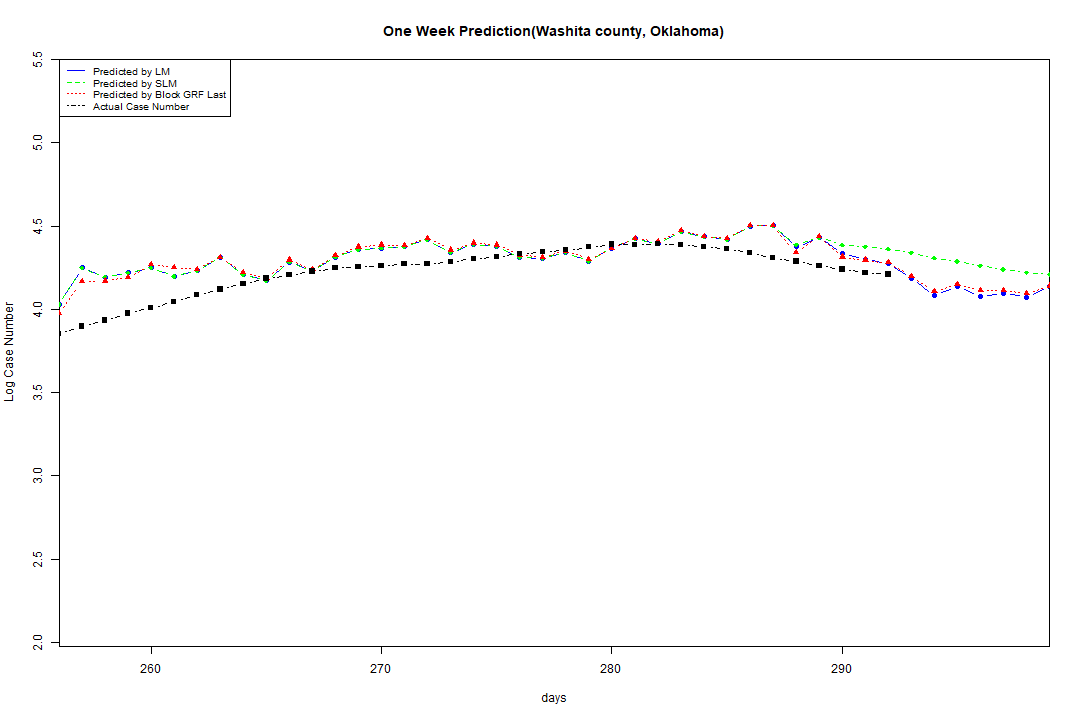 One Week Prediction(Washita county, Oklahoma)
Predicted by LM
Predicted by SLM
Predicted by Block GRF Last
Actual Case Number
5.5
5.0
4.5
4.0
3.5
3.0
2.5
2.0
Log Case Number
260 270 280 290
days